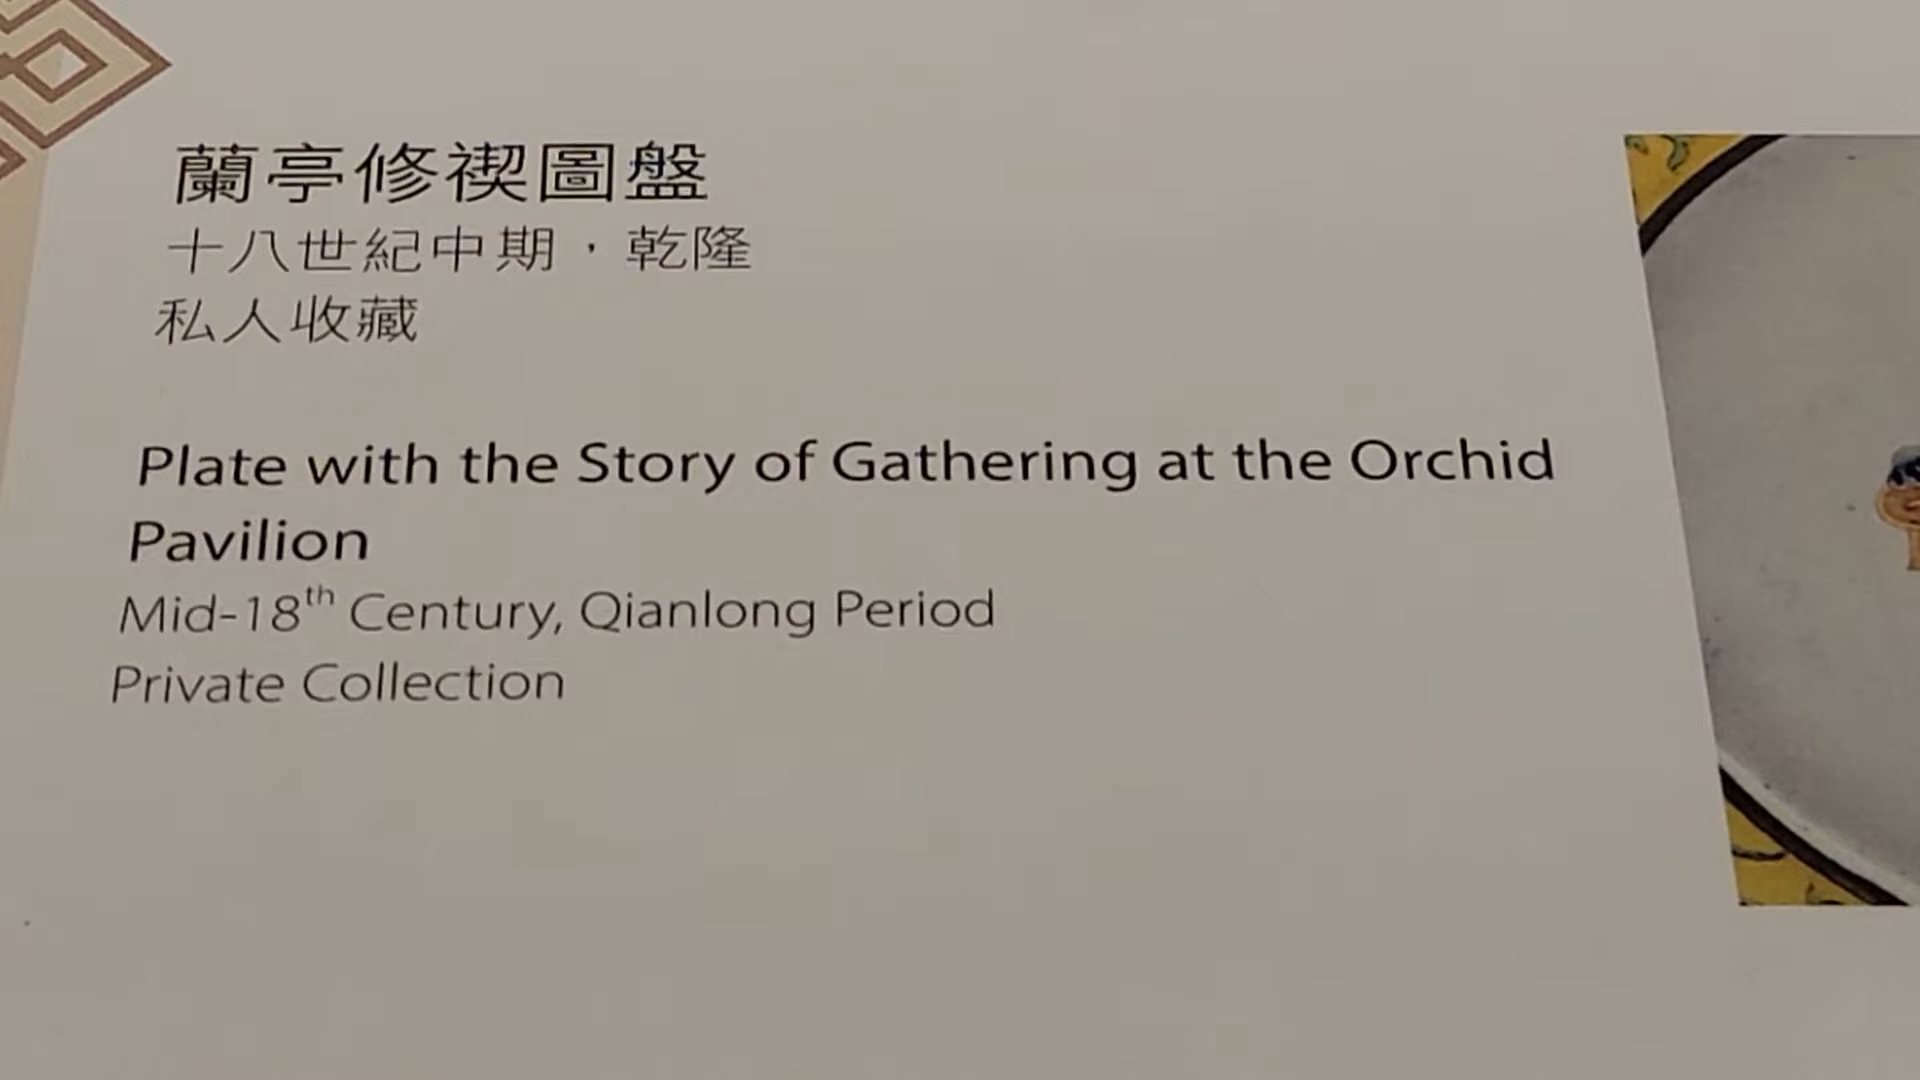 蘭亭修禊圖盤
十八世紀中期，乾隆
私人收藏
Plate with the Story of Gathering at the Orchid
Pavilion
Mid-18th Century, Qianlong Period
Private Collection